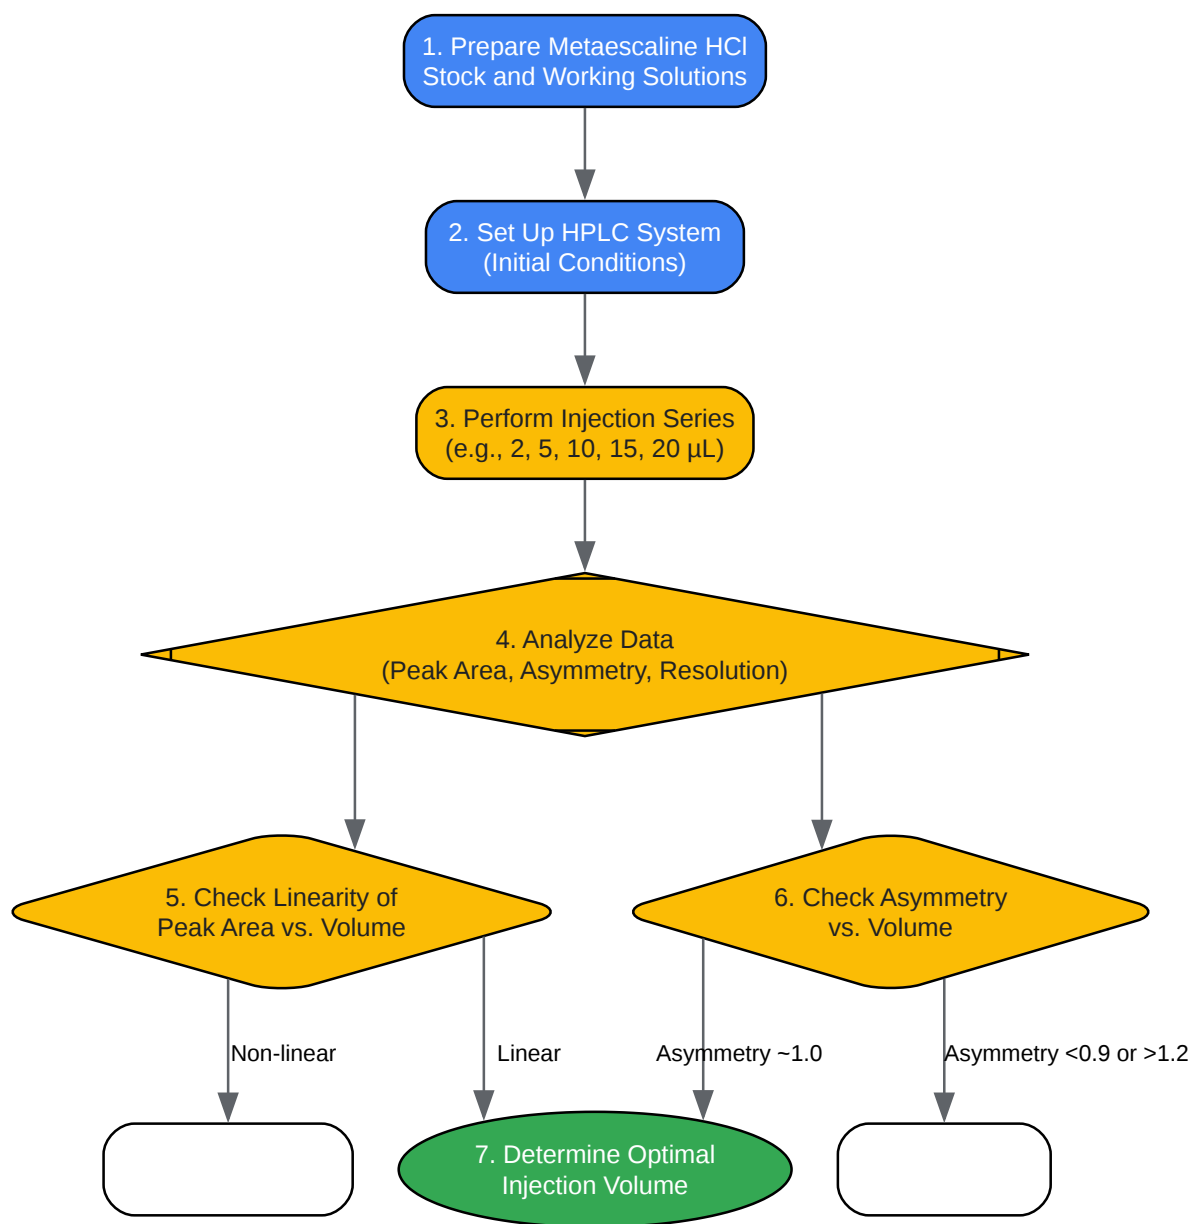 1. Prepare Metaescaline HCl
Stock and Working Solutions
2. Set Up HPLC System
(Initial Conditions)
3. Perform Injection Series
(e.g., 2, 5, 10, 15, 20 µL)
4. Analyze Data
(Peak Area, Asymmetry, Resolution)
5. Check Linearity of
Peak Area vs. Volume
6. Check Asymmetry
vs. Volume
Non-linear
Linear
Asymmetry ~1.0
Asymmetry <0.9 or >1.2
7. Determine Optimal
Injection Volume